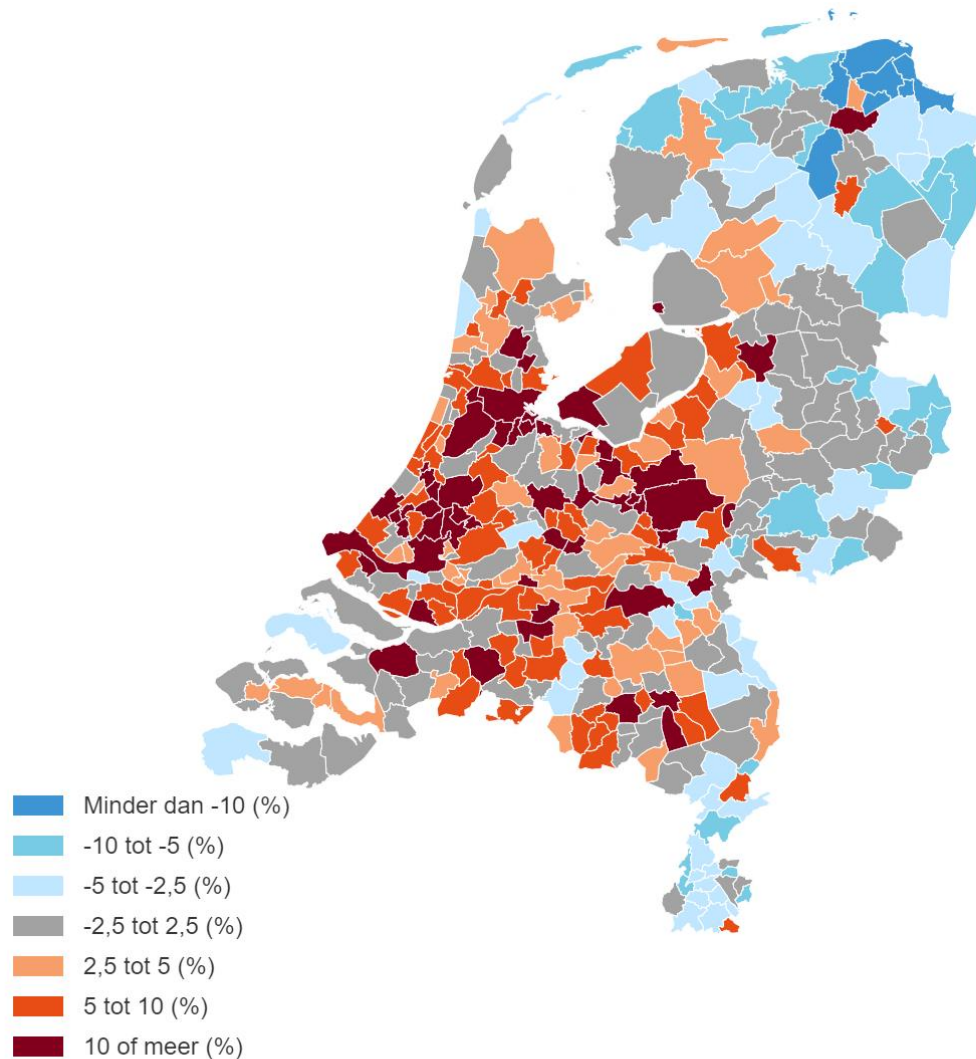 Minder dan -10 (%)
-10 tot -5 (%)
-5 tot -2,5 (%)
-2,5 tot 2,5 (%)
2,5 tot 5 (%)
5 tot 10 (%)
10 of meer (%)